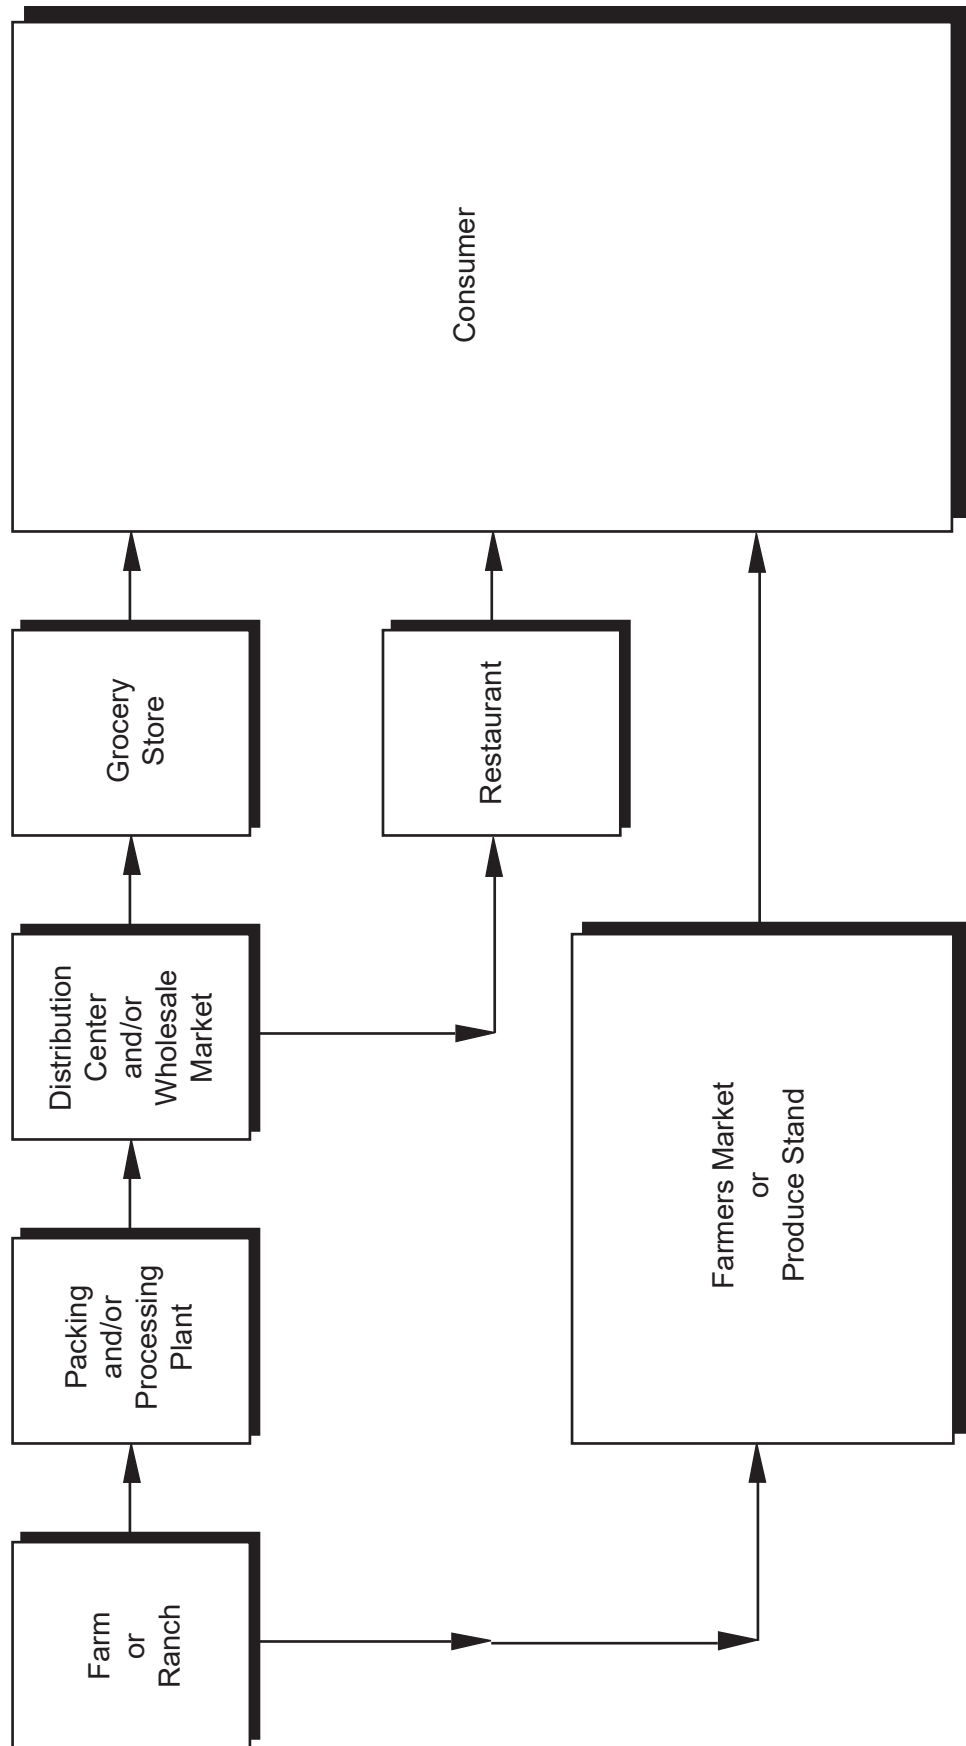 Farm
or
Ranch
Packing
and/or
Processing
Plant
Distribution
Center
and/or
Wholesale
Market
Grocery
Store
Restaurant
Farmers Market
or
Produce Stand
Consumer